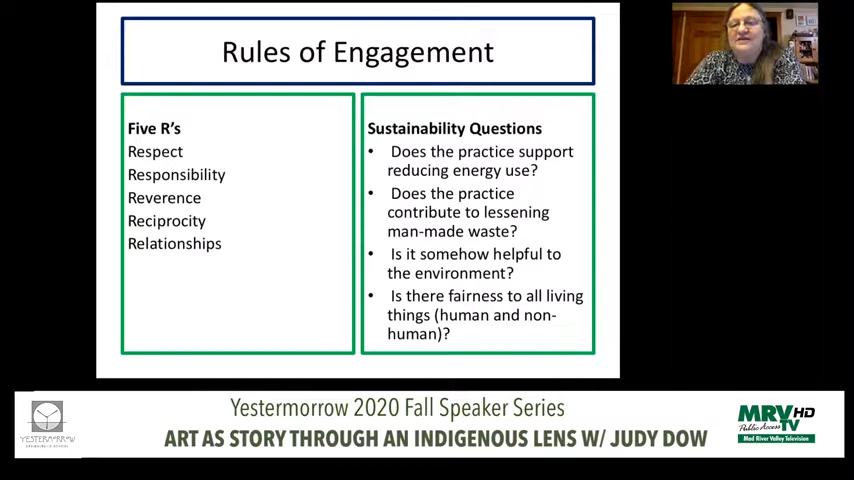 Rules of Engagement
Five R's
Respect
Responsibility
Reverence
Reciprocity
Relationships
Sustainability Questions
• Does the practice support
reducing energy use?
• Does the practice
contribute to lessening
man-made waste?
• Is it somehow helpful to
the environment?
• Is there fairness to all living
things (human and non-
human)?
YESTERMORROW
Yestermorrow 2020 Fall Speaker Series
ART AS STORY THROUGH AN INDIGENOUS LENS W/ JUDY DOW
MRV HD
Public Access TV
Mad River Valley Television